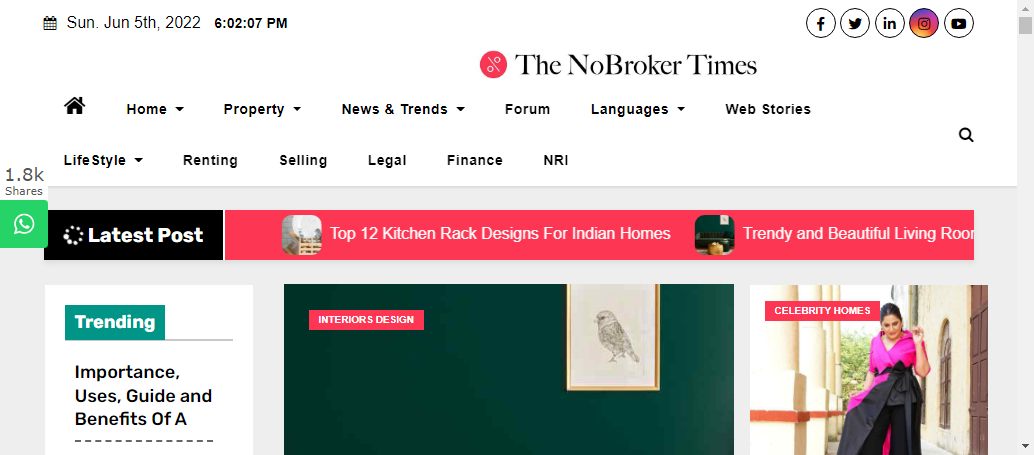 Sun. Jun 5th, 2022 6:02:07 PM
The NoBroker Times
Home Property News & Trends Forum Languages Web Stories
LifeStyle Renting Selling Legal Finance NRI
1.8k
Shares
Latest Post Top 12 Kitchen Rack Designs For Indian Homes Trendy and Beautiful Living Roor
Trending
Importance,
Uses, Guide and
Benefits Of A
INTERIORS DESIGN
CELEBRITY HOMES